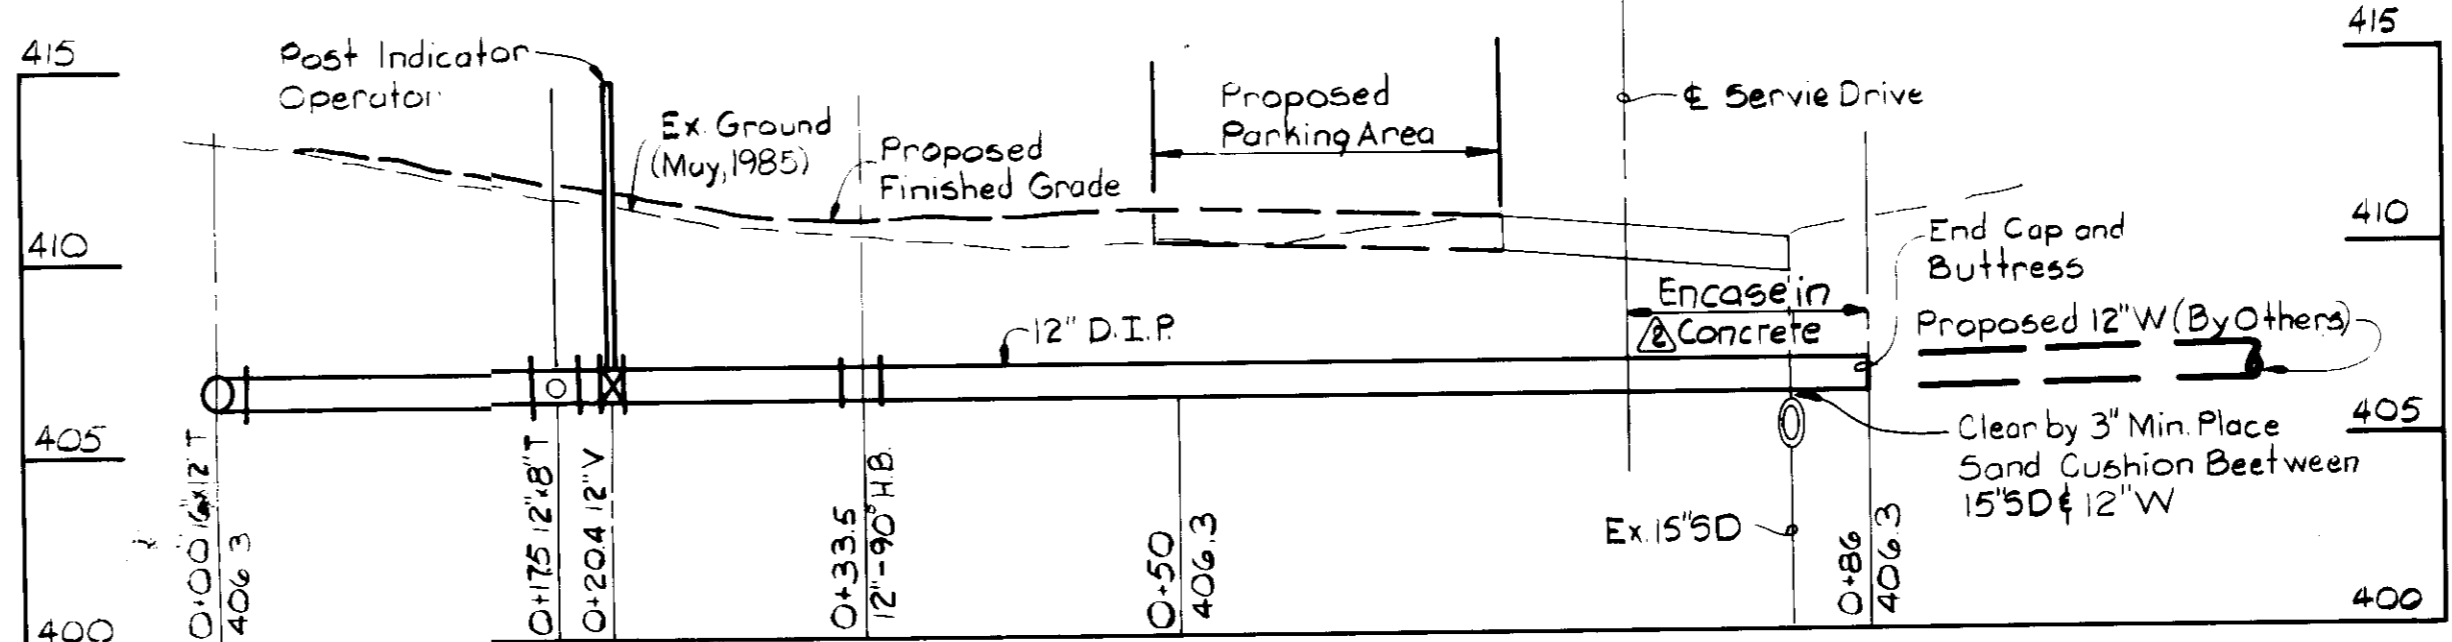 415
415
Post Indicator
Operator
Ex. Ground
(May, 1985)
Proposed
Finished Grade
Proposed
Parking Area
℄ Servie Drive
410
410
End Cap and
Buttress
Encase in
2 Concrete
12" D.I.P.
Proposed 12"W (By Others)
405
405
Clear by 3" Min. Place
Sand Cushion Beetween
15"SD & 12"W
Ex. 15"SD
0+00 12" T
406.3
0+17.5 12"x8"T
0+20.4 12"V
0+33.5
12"-90° H.B.
0+50
406.3
0+86
406.3
400
400